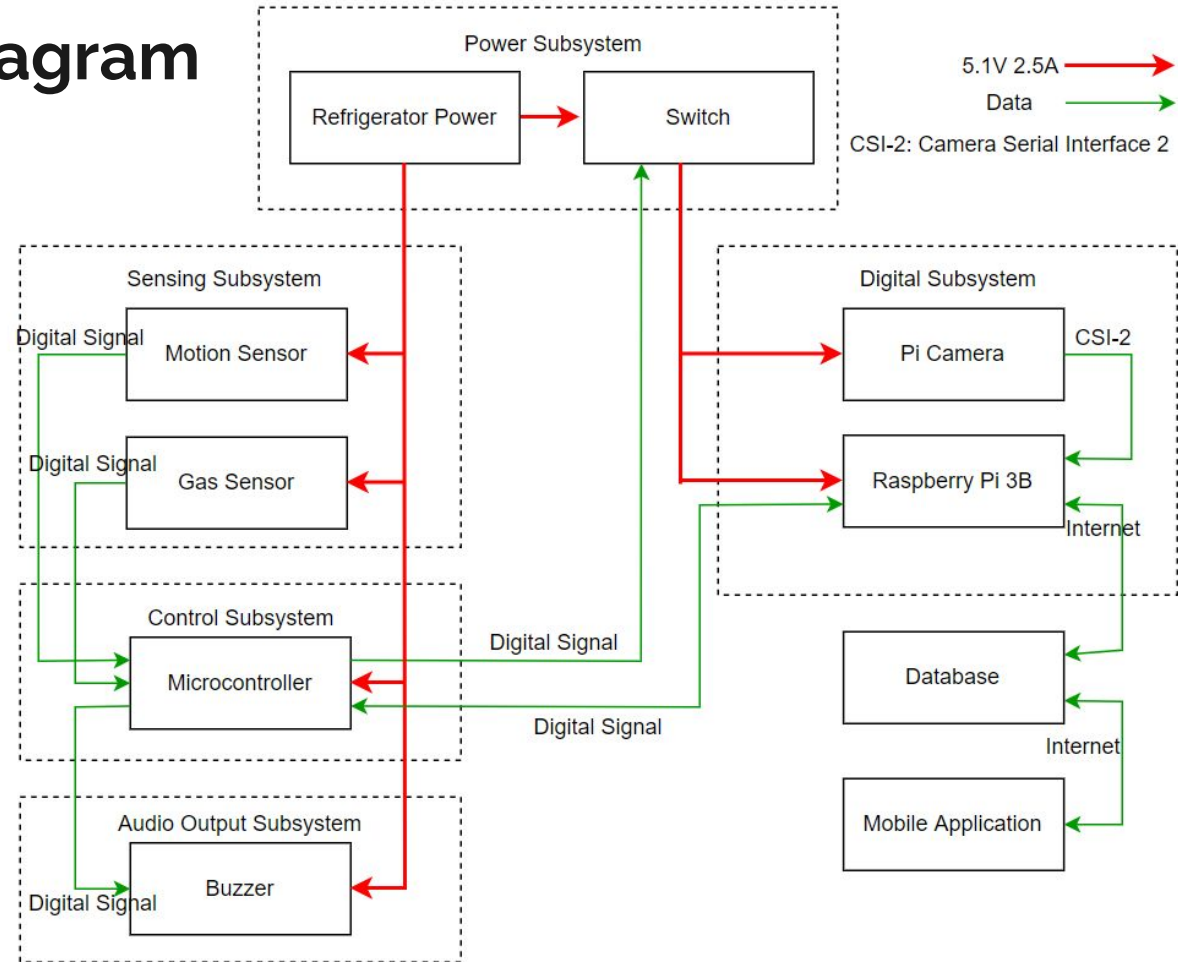 agram
Power Subsystem
Refrigerator Power
Switch
5.1V 2.5A
Data
CSI-2: Camera Serial Interface 2
Sensing Subsystem
Digital Signal
Motion Sensor
Digital Signal
Gas Sensor
Digital Subsystem
Pi Camera
CSI-2
Raspberry Pi 3B
Internet
Control Subsystem
Microcontroller
Digital Signal
Digital Signal
Database
Internet
Mobile Application
Audio Output Subsystem
Buzzer
Digital Signal